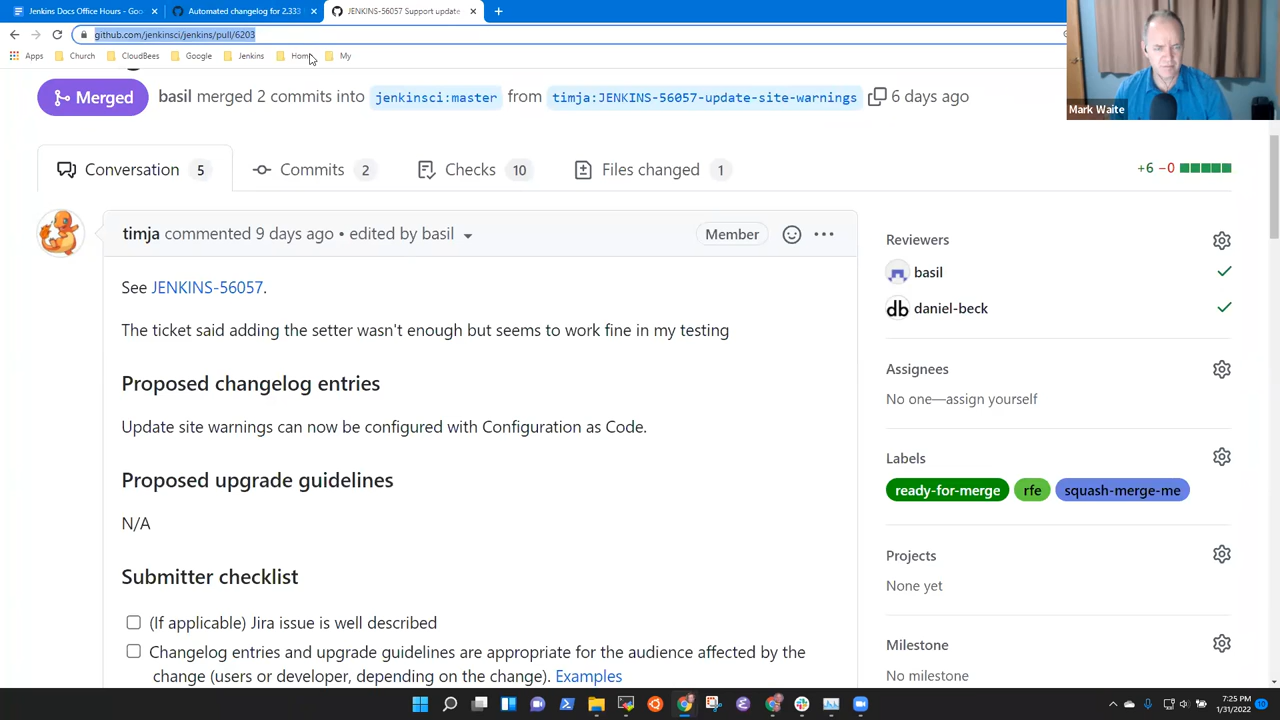 Jenkins Docs Office Hours - Goo
Automated changelog for 2.333
JENKINS-56057 Support update
github.com/jenkinsci/jenkins/pull/6203
Apps
Church
CloudBees
Google
Jenkins
Home
My
Mark Waite
Merged
basil merged 2 commits into jenkinsci:master from timja:JENKINS-56057-update-site-warnings 6 days ago
Conversation 5
Commits 2
Checks 10
Files changed 1
+6 −0
timja commented 9 days ago • edited by basil
Member
See JENKINS-56057.
The ticket said adding the setter wasn't enough but seems to work fine in my testing
Proposed changelog entries
Update site warnings can now be configured with Configuration as Code.
Proposed upgrade guidelines
N/A
Submitter checklist
(If applicable) Jira issue is well described
Changelog entries and upgrade guidelines are appropriate for the audience affected by the
change (users or developer, depending on the change). Examples
Reviewers
basil
db daniel-beck
Assignees
No one—assign yourself
Labels
ready-for-merge rfe squash-merge-me
Projects
None yet
Milestone
No milestone
7:25 PM
1/31/2022